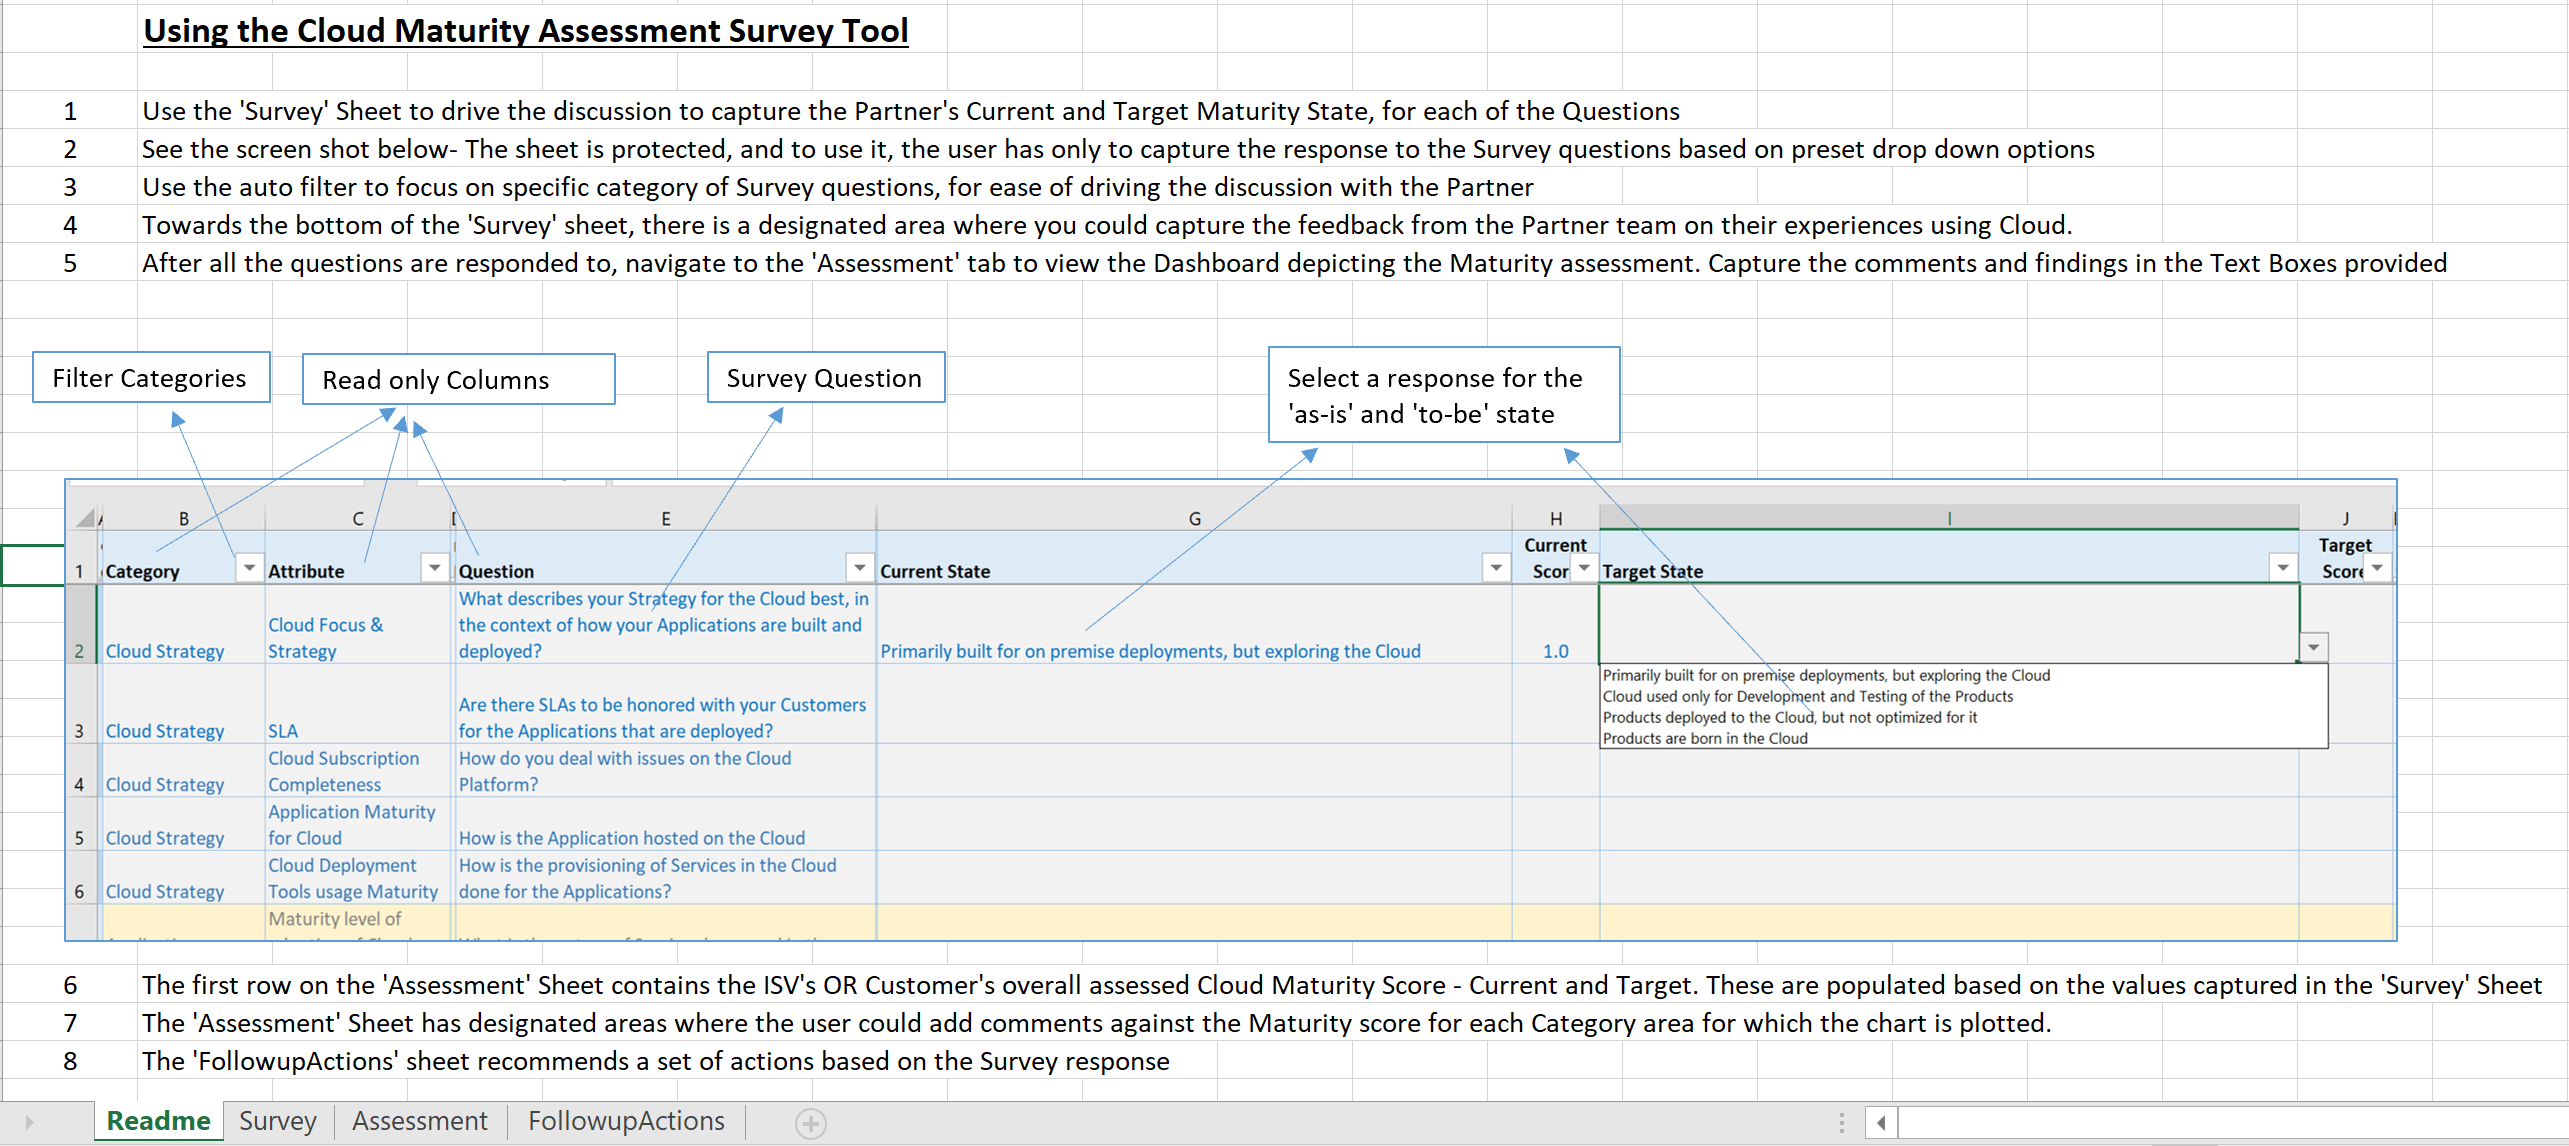 Using the Cloud Maturity Assessment Survey Tool
1 Use the 'Survey' Sheet to drive the discussion to capture the Partner's Current and Target Maturity State, for each of the Questions
2 See the screen shot below- The sheet is protected, and to use it, the user has only to capture the response to the Survey questions based on preset drop down options
3 Use the auto filter to focus on specific category of Survey questions, for ease of driving the discussion with the Partner
4 Towards the bottom of the 'Survey' sheet, there is a designated area where you could capture the feedback from the Partner team on their experiences using Cloud.
5 After all the questions are responded to, navigate to the 'Assessment' tab to view the Dashboard depicting the Maturity assessment. Capture the comments and findings in the Text Boxes provided
Filter Categories
Read only Columns
Survey Question
Select a response for the
'as-is' and 'to-be' state
B C E G H I J
1 Category Attribute Question Current State Current Scor Target State Target Score
2 Cloud Strategy
Cloud Focus &
Strategy
What describes your Strategy for the Cloud best, in
the context of how your Applications are built and
deployed?
Primarily built for on premise deployments, but exploring the Cloud
1.0
Primarily built for on premise deployments, but exploring the Cloud
Cloud used only for Development and Testing of the Products
Products deployed to the Cloud, but not optimized for it
Products are born in the Cloud
3 Cloud Strategy
SLA
Are there SLAs to be honored with your Customers
for the Applications that are deployed?
4 Cloud Strategy
Cloud Subscription
Completeness
How do you deal with issues on the Cloud
Platform?
5 Cloud Strategy
Application Maturity
for Cloud
How is the Application hosted on the Cloud
6 Cloud Strategy
Cloud Deployment
Tools usage Maturity
How is the provisioning of Services in the Cloud
done for the Applications?
Maturity level of
6 The first row on the 'Assessment' Sheet contains the ISV's OR Customer's overall assessed Cloud Maturity Score - Current and Target. These are populated based on the values captured in the 'Survey' Sheet
7 The 'Assessment' Sheet has designated areas where the user could add comments against the Maturity score for each Category area for which the chart is plotted.
8 The 'FollowupActions' sheet recommends a set of actions based on the Survey response
Readme Survey Assessment FollowupActions